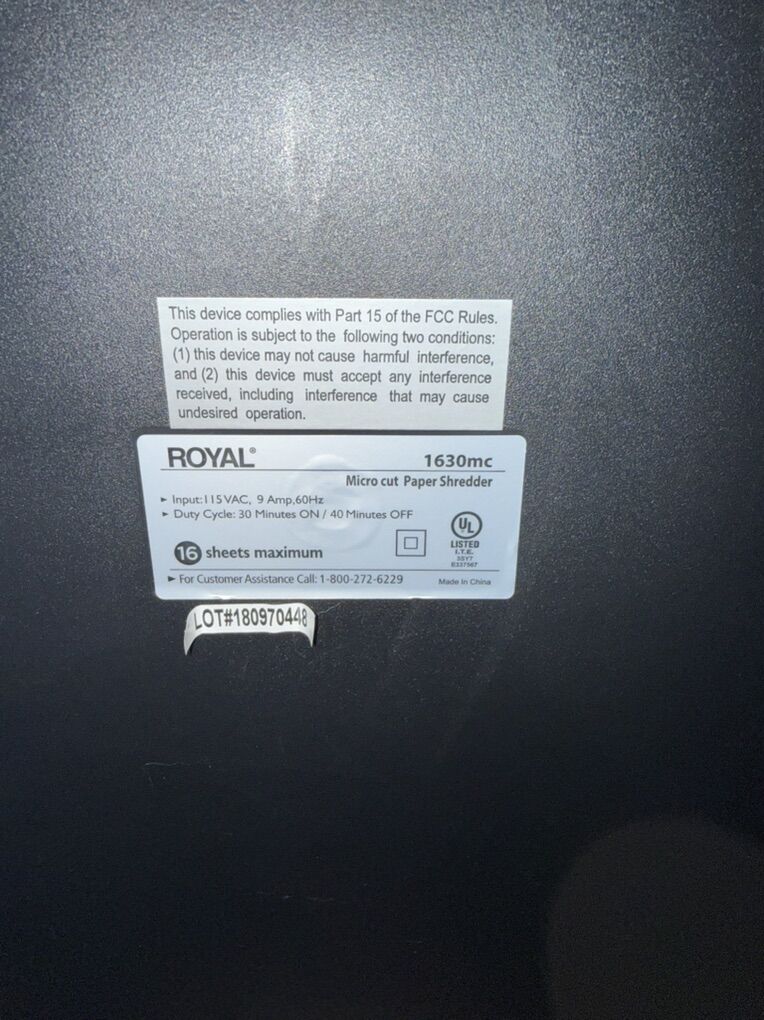 This device complies with Part 15 of the FCC Rules.
Operation is subject to the following two conditions:
(1) this device may not cause harmful interference,
and (2) this device must accept any interference
received, including interference that may cause
undesired operation.
ROYAL®
1630mc
Micro cut Paper Shredder
► Input:115VAC, 9 Amp,60Hz
► Duty Cycle: 30 Minutes ON / 40 Minutes OFF
16 sheets maximum
UL
LISTED
I.T.E.
3SY7
E337567
► For Customer Assistance Call: 1-800-272-6229
Made In China
LOT#180970448